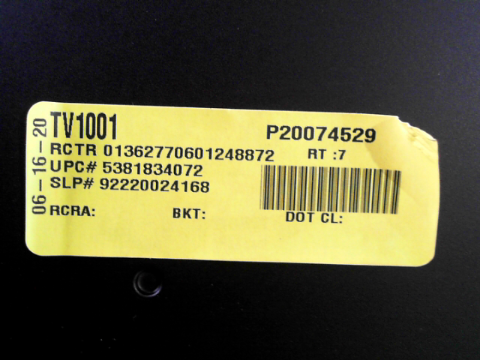 06-16-20
TV1001 P20074529
RCTR 01362770601248872 RT :7
UPC# 5381834072
SLP# 92220024168
RCRA: BKT: DOT CL: